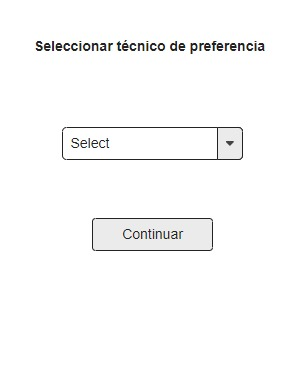 Seleccionar técnico de preferencia
Select
Continuar